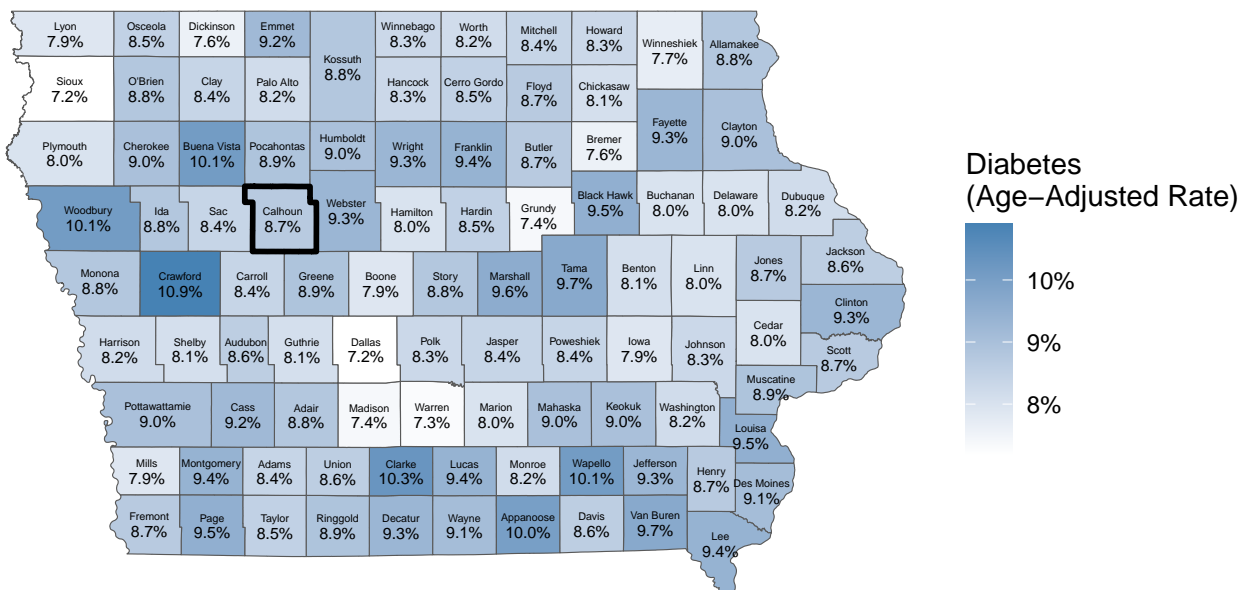 Lyon
7.9%
Osceola
8.5%
Dickinson
7.6%
Emmet
9.2%
Kossuth
8.8%
Winnebago
8.3%
Worth
8.2%
Mitchell
8.4%
Howard
8.3%
Winneshiek
7.7%
Allamakee
8.8%
Sioux
7.2%
O'Brien
8.8%
Clay
8.4%
Palo Alto
8.2%
Hancock
8.3%
Cerro Gordo
8.5%
Floyd
8.7%
Chickasaw
8.1%
Fayette
9.3%
Clayton
9.0%
Plymouth
8.0%
Cherokee
9.0%
Buena Vista
10.1%
Pocahontas
8.9%
Humboldt
9.0%
Wright
9.3%
Franklin
9.4%
Butler
8.7%
Bremer
7.6%
Woodbury
10.1%
Ida
8.8%
Sac
8.4%
Calhoun
8.7%
Webster
9.3%
Hamilton
8.0%
Hardin
8.5%
Grundy
7.4%
Black Hawk
9.5%
Buchanan
8.0%
Delaware
8.0%
Dubuque
8.2%
Monona
8.8%
Crawford
10.9%
Carroll
8.4%
Greene
8.9%
Boone
7.9%
Story
8.8%
Marshall
9.6%
Tama
9.7%
Benton
8.1%
Linn
8.0%
Jones
8.7%
Jackson
8.6%
Clinton
9.3%
Harrison
8.2%
Shelby
8.1%
Audubon
8.6%
Guthrie
8.1%
Dallas
7.2%
Polk
8.3%
Jasper
8.4%
Poweshiek
8.4%
Iowa
7.9%
Johnson
8.3%
Cedar
8.0%
Scott
8.7%
Muscatine
8.9%
Pottawattamie
9.0%
Cass
9.2%
Adair
8.8%
Madison
7.4%
Warren
7.3%
Marion
8.0%
Mahaska
9.0%
Keokuk
9.0%
Washington
8.2%
Louisa
9.5%
Mills
7.9%
Montgomery
9.4%
Adams
8.4%
Union
8.6%
Clarke
10.3%
Lucas
9.4%
Monroe
8.2%
Wapello
10.1%
Jefferson
9.3%
Henry
8.7%
Des Moines
9.1%
Fremont
8.7%
Page
9.5%
Taylor
8.5%
Ringgold
8.9%
Decatur
9.3%
Wayne
9.1%
Appanoose
10.0%
Davis
8.6%
Van Buren
9.7%
Lee
9.4%
Diabetes
(Age−Adjusted Rate)
10%
9%
8%